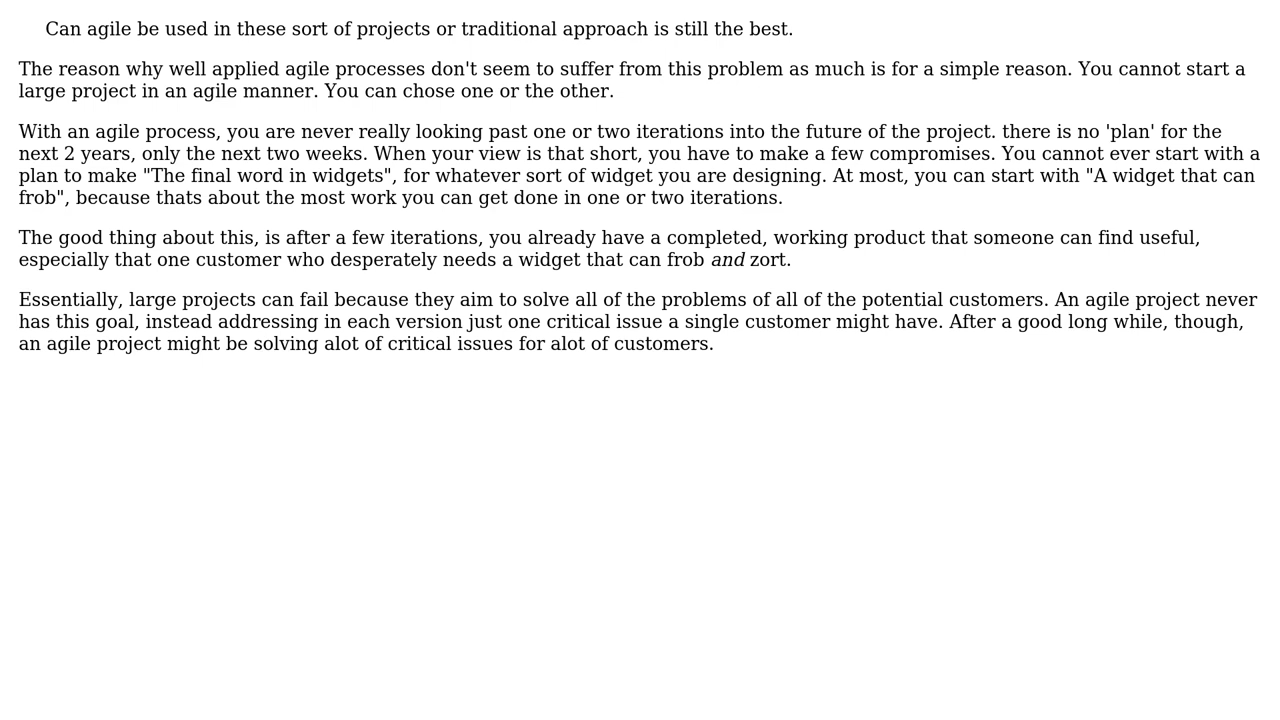 Can agile be used in these sort of projects or traditional approach is still the best.
The reason why well applied agile processes don't seem to suffer from this problem as much is for a simple reason. You cannot start a
large project in an agile manner. You can chose one or the other.
With an agile process, you are never really looking past one or two iterations into the future of the project. there is no 'plan' for the
next 2 years, only the next two weeks. When your view is that short, you have to make a few compromises. You cannot ever start with a
plan to make "The final word in widgets", for whatever sort of widget you are designing. At most, you can start with "A widget that can
frob", because thats about the most work you can get done in one or two iterations.
The good thing about this, is after a few iterations, you already have a completed, working product that someone can find useful,
especially that one customer who desperately needs a widget that can frob and zort.
Essentially, large projects can fail because they aim to solve all of the problems of all of the potential customers. An agile project never
has this goal, instead addressing in each version just one critical issue a single customer might have. After a good long while, though,
an agile project might be solving alot of critical issues for alot of customers.